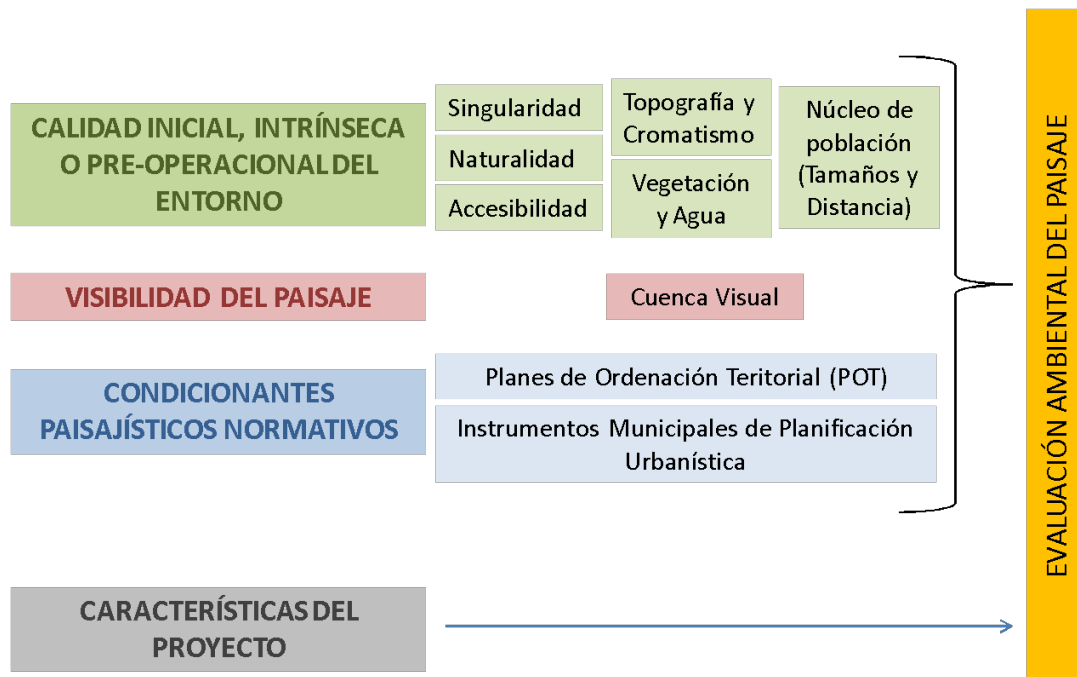 CALIDAD INICIAL, INTRÍNSECA
O PRE-OPERACIONAL DEL
ENTORNO
Singularidad
Naturalidad
Accesibilidad
Topografía y
Cromatismo
Vegetación
y Agua
Núcleo de
población
(Tamaños y
Distancia)
VISIBILIDAD DEL PAISAJE
Cuenca Visual
CONDICIONANTES
PAISAJÍSTICOS NORMATIVOS
Planes de Ordenación Teritorial (POT)
Instrumentos Municipales de Planificación
Urbanística
CARACTERÍSTICAS DEL
PROYECTO
EVALUACIÓN AMBIENTAL DEL PAISAJE